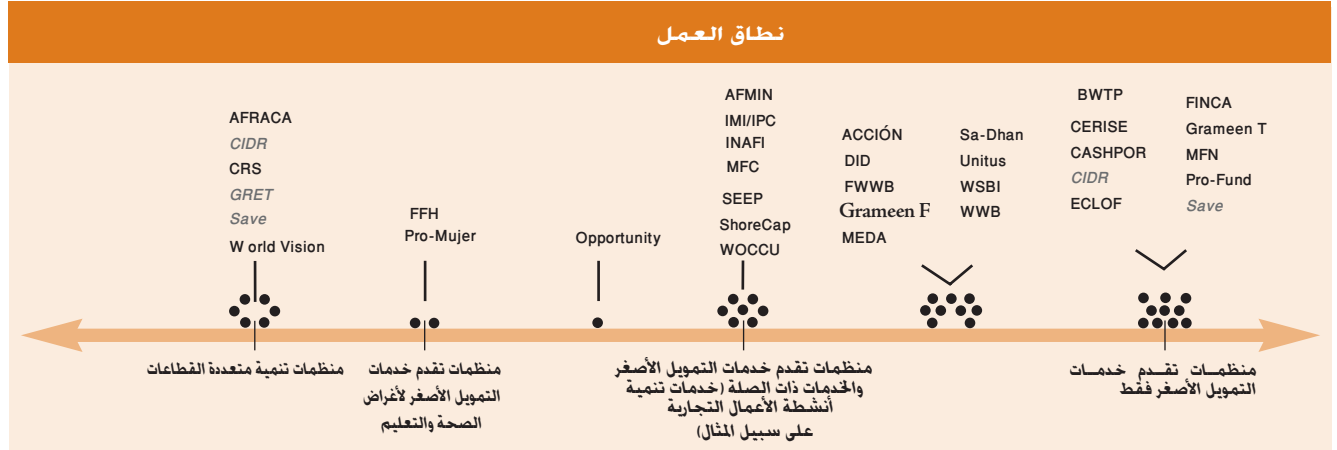 نطاق العمل
BWTP
CERISE
CASHPOR
CIDR
ECLOF
FINCA
Grameen T
MFN
Pro-Fund
Save
ACCIÓN
DID
FWWB
Grameen F
MEDA
Sa-Dhan
Unitus
WSBI
WWB
AFMIN
IMI/IPC
INAFI
MFC
SEEP
ShoreCap
WOCCU
Opportunity
FFH
Pro-Mujer
AFRACA
CIDR
CRS
GRET
Save
W orld Vision
منظمـات تقـدم خدمـات
التمويل الأصغر فقط
منظمات تقدم خدمات التمويل الأصغر
والخدمات ذات الصلة (خدمات تنمية
أنشطة الأعمال التجارية
على سبيل المثال)
منظمات تقدم خدمات
التمويل الأصغر لأغراض
الصحة والتعليم
منظمات تنمية متعددة القطاعات